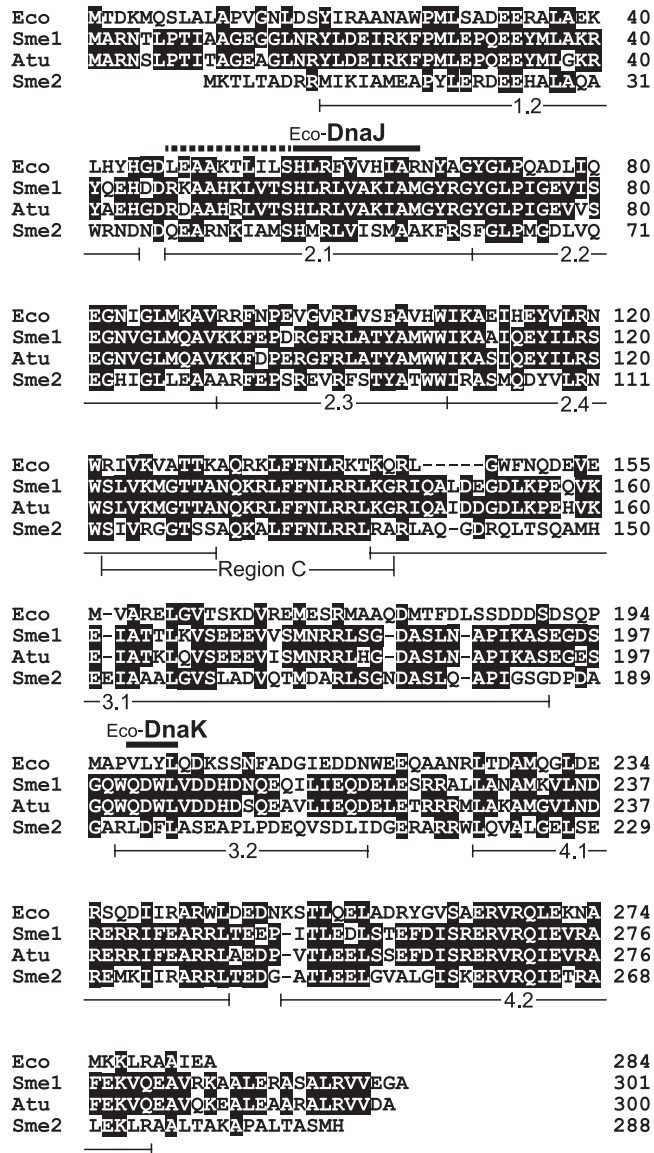 Eco MTDKMQSLALAPVGNLDSYIRAANAWPMLSADEERALAEK 40
Sme1 MARNTLPTIAAGEGGLNRYLDEIRKFPMLEPQEEYMLAKR 40
Atu MARNSLPTITAGEAGLNRYLDEIRKFPMLEPQEEYMLGKR 40
Sme2 MKTLTADRRMIKIAMEAPYLERDEEHALAQA 31
1.2
Eco-DnaJ
Eco LHYHGDLEAAKTLILSHLRFVVHIARNYAGYGLPQADLIQ 80
Sme1 YQEHDDRKAAHKLVTSHLRLVAKIAMGYRGYGLPIGEVIS 80
Atu YAEHGDRDAAHRLVTSHLRLVAKIAMGYRGYGLPIGEVVS 80
Sme2 WRNDNDQEARNKIAMSHMRLVISMAAKFRSFGLPMGDLVQ 71
2.1 2.2
Eco EGNIGLMKAVRRFNPEVGVRLVSFAVHWIKAEIHEYVLRN 120
Sme1 EGNVGLMQAVKKFEPDRGFRLATYAMWWIKAAIQEYILRS 120
Atu EGNVGLMQAVKKFDPERGFRLATYAMWWIKASIQEYILRS 120
Sme2 EGHIGLLEAAARFEPSREVRFSTYATWWIRASMQDYVLRN 111
2.3 2.4
Eco WRIVKVATTKAQRKLFFNLRKTKQRL-----GWFNQDEVE 155
Sme1 WSLVKMGTTANQKRLFFNLRRLKGRIQALDEGDLKPEQVK 160
Atu WSLVKMGTTANQKRLFFNLRRLKGRIQAIDDGDLKPEHVK 160
Sme2 WSIVRGGTSSAQKALFFNLRRLRARLAQ-GDRQLTSQAMH 150
Region C
Eco M-VARELGVTSKDVREMESRMAAQDMTFDLSSDDDSDSQP 194
Sme1 E-IATTLKVSEEEVVSMNRRLSG-DASLN-APIKASEGDS 197
Atu E-IATKLQVSEEEVISMNRRLHG-DASLN-APIKASEGES 197
Sme2 EEIAAALGVSLADVQTMDARLSGNDASLQ-APIGSGDPDA 189
3.1
Eco-DnaK
Eco MAPVLYLQDKSSNFADGIEDDNWEEQAANRLTDAMQGLDE 234
Sme1 GQWQDWLVDDHDNQEQILIEQDELESRRALLANAMKVLND 237
Atu GQWQDWLVDDHDSQEAVLIEQDELETRRRMLAKAMGVLND 237
Sme2 GARLDFLASEAPLPDEQVSDLIDGERARRWLQVALGELSE 229
3.2 4.1
Eco RSQDIIRARWLDEDNKSTLQELADRYGVSAERVRQLEKNA 274
Sme1 RERRIFEARRLTEEP-ITLEDLSTEFDISRERVRQIEVRA 276
Atu RERRIFEARRLAEDP-VTLEELSSEFDISRERVRQIEVRA 276
Sme2 REMKIIRARRLTEDG-ATLEELGVALGISKERVRQIETRA 268
4.2
Eco MKKLRAAIEA 284
Sme1 FEKVQEAVRKAALERASALRVVEGA 301
Atu FEKVQEAVQKEALEAARALRVVDA 300
Sme2 LEKLRAALTAKAPALTASMH 288